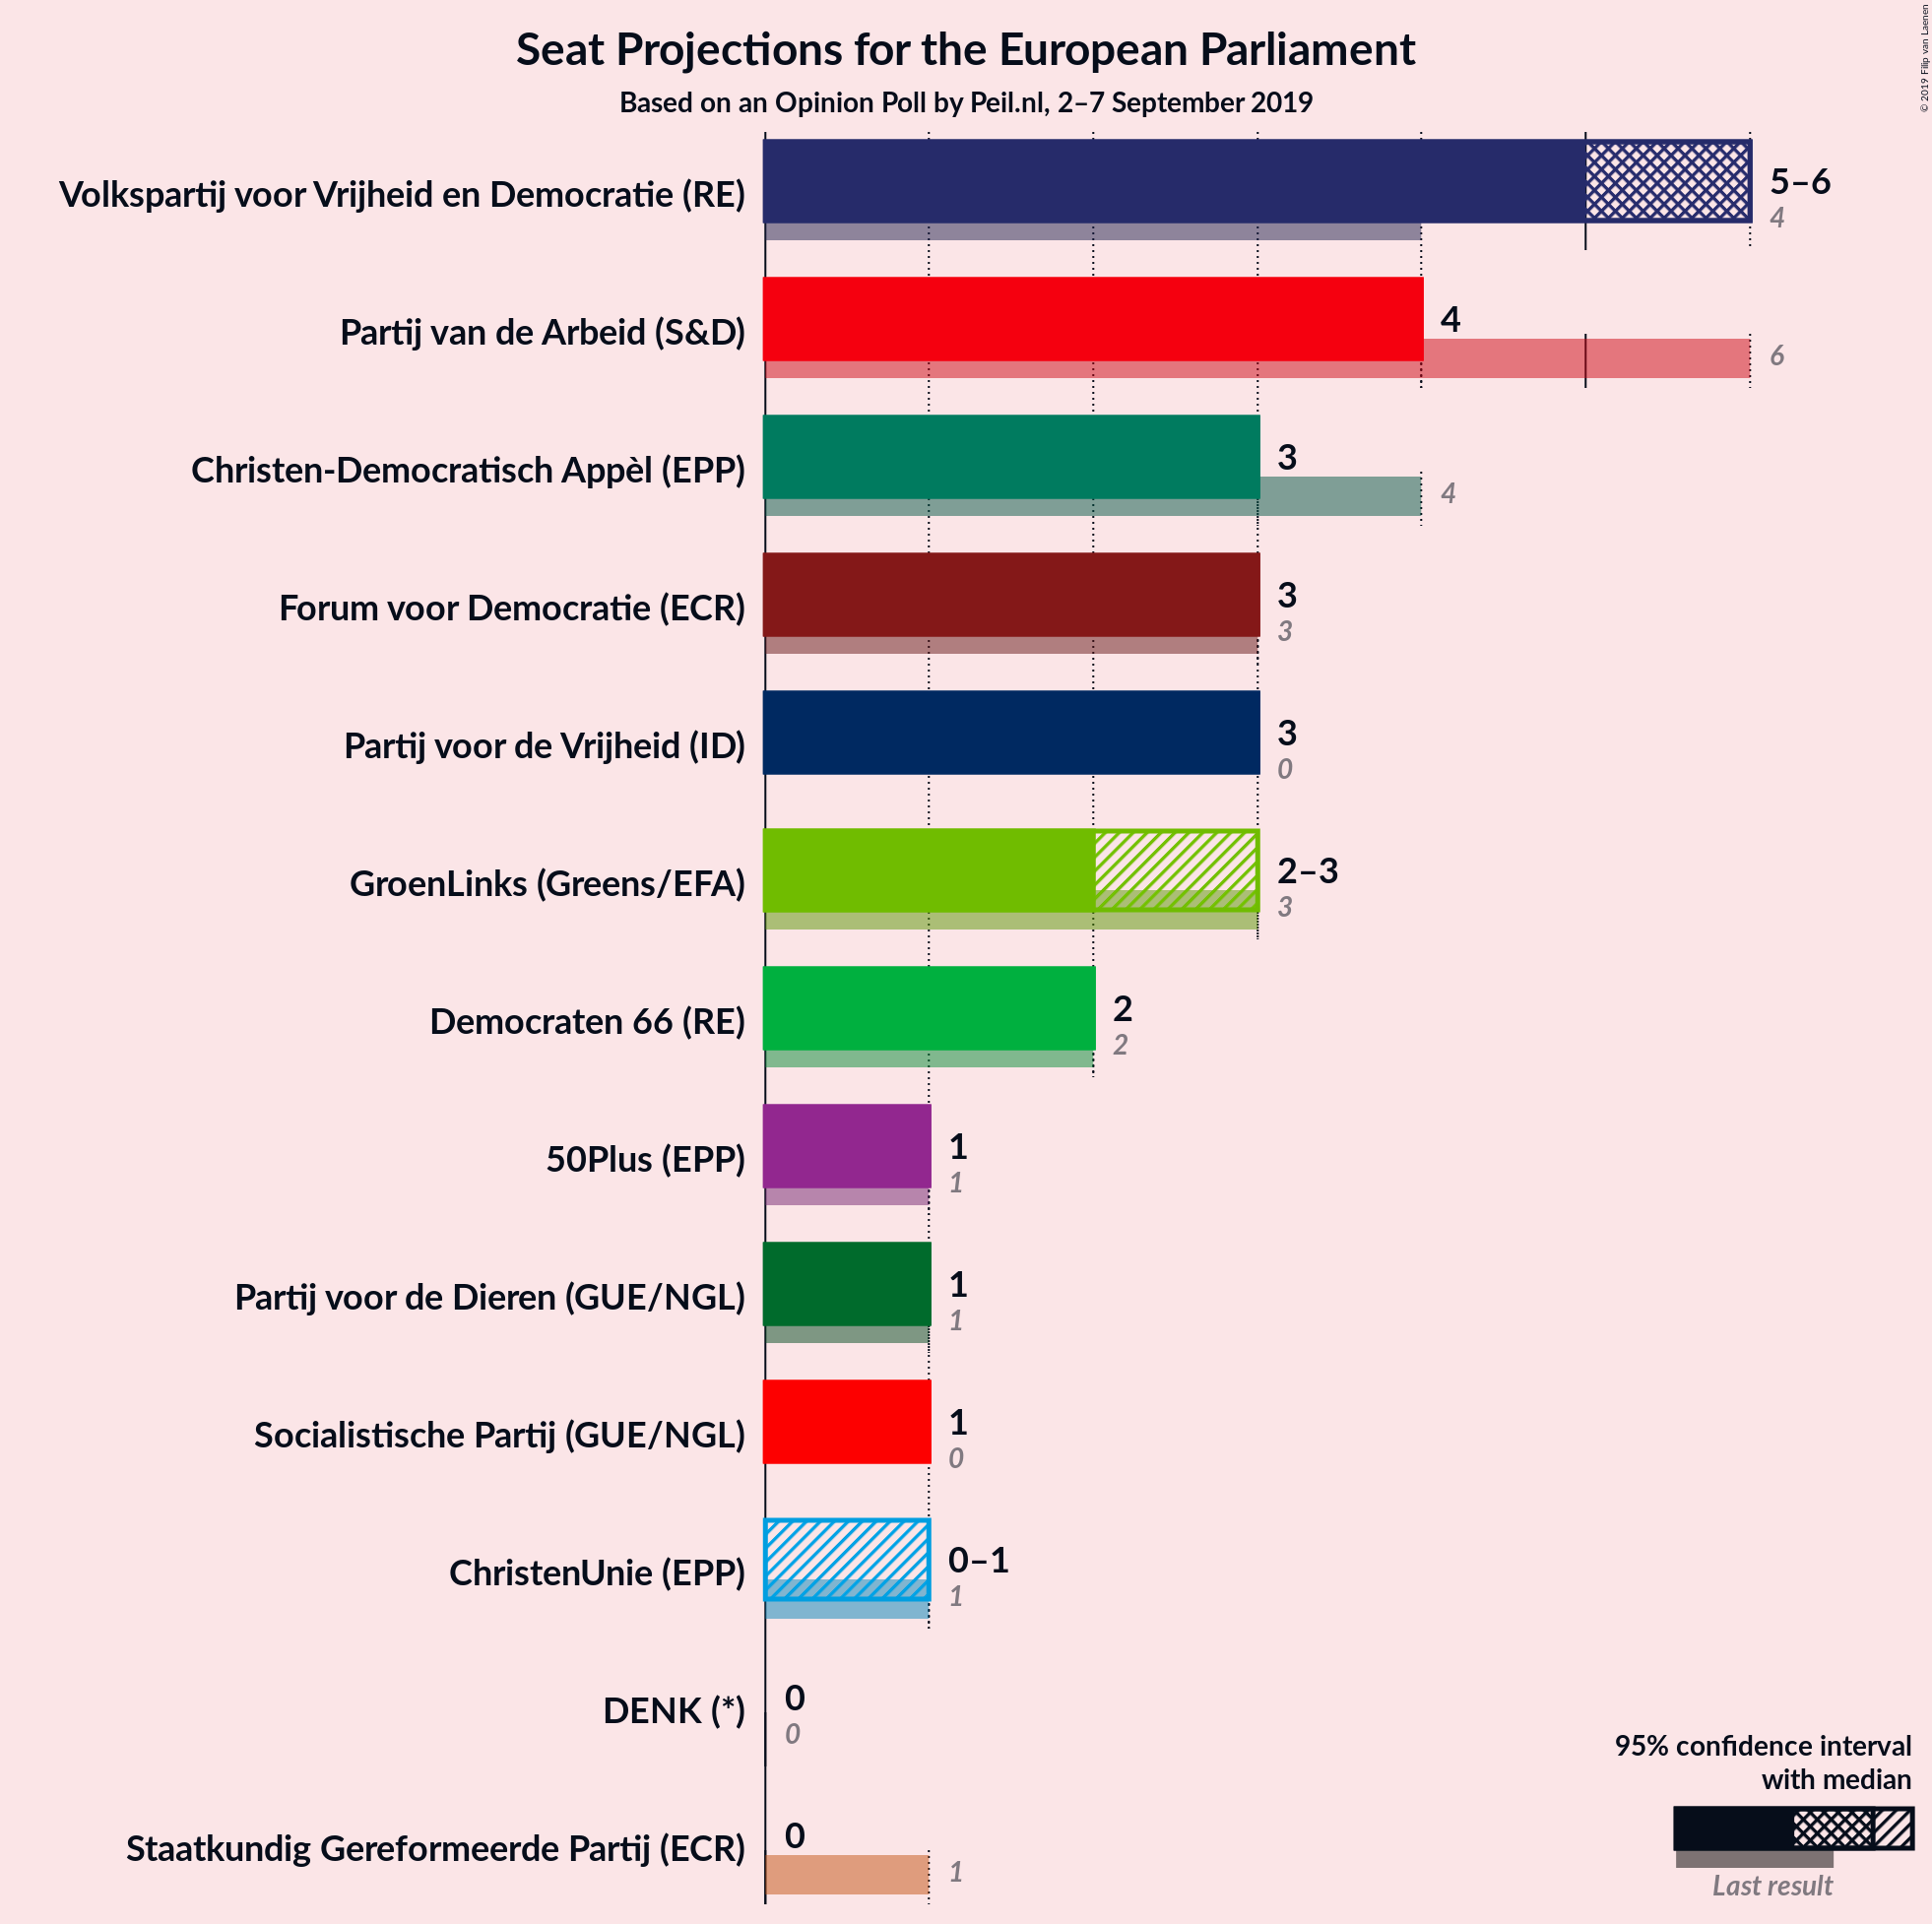 Seat Projections for the European Parliament
Based on an Opinion Poll by Peil.nl, 2–7 September 2019
© 2019 Filip van Laenen
Volkspartij voor Vrijheid en Democratie (RE)
5–6
4
Partij van de Arbeid (S&D)
4
6
Christen-Democratisch Appèl (EPP)
3
4
Forum voor Democratie (ECR)
3
3
Partij voor de Vrijheid (ID)
3
0
GroenLinks (Greens/EFA)
2–3
3
Democraten 66 (RE)
2
2
50Plus (EPP)
1
1
Partij voor de Dieren (GUE/NGL)
1
1
Socialistische Partij (GUE/NGL)
1
0
ChristenUnie (EPP)
0–1
1
DENK (*)
0
0
Staatkundig Gereformeerde Partij (ECR)
0
1
95% confidence interval
with median
Last result